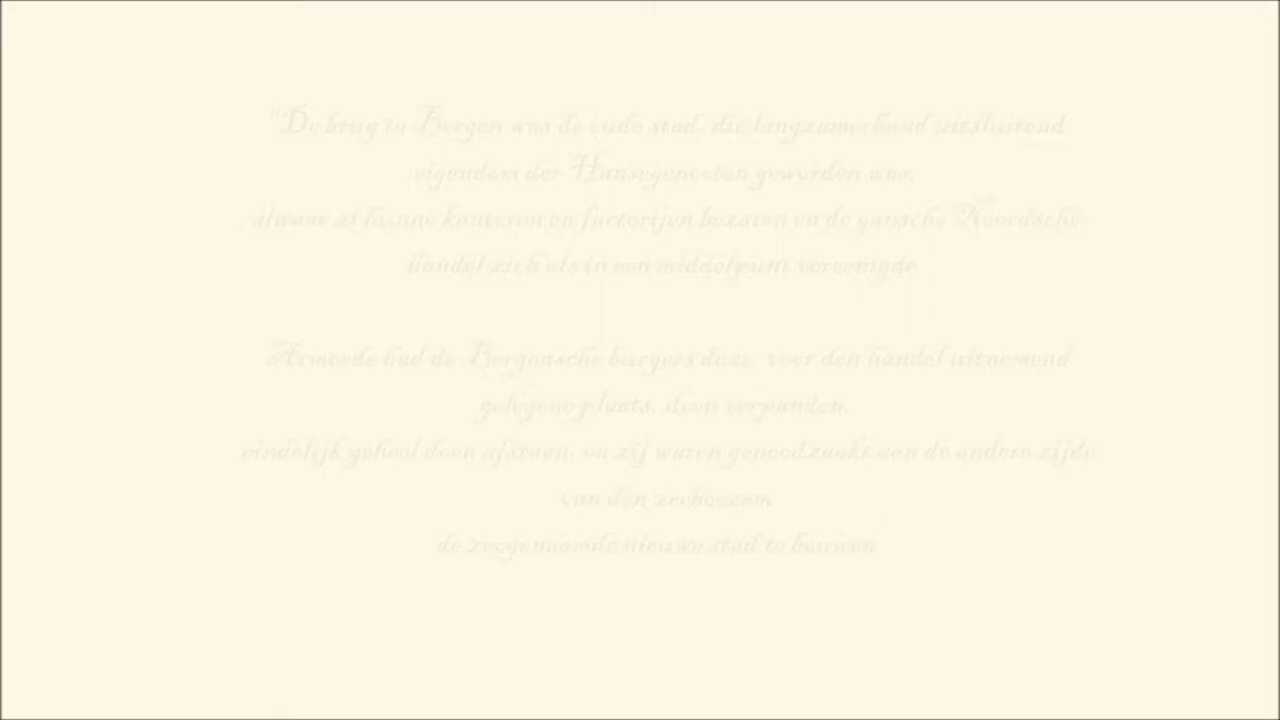 "De brug te Bergen was de oude stad, die langzamerhand uitsluitend
eigendom der Hansegenooten geworden was,
alwaar zi hunne kantoren en factorijen bezaten en de gansche Noordsche
handel zich als in een middelpunt vereenigde
Armoede had de Bergensche burgers deze, voor den handel uitnemend
gelegene plaats, doen verpanden,
eindelijk geheel doen afstaan, en zij waren genoodzaakt aan de andere zijde
van den zeeboezem
de zoogenaamde nieuwe stad te bouwen